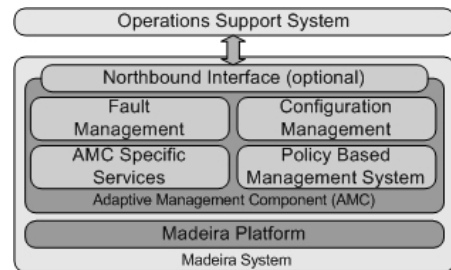 Operations Support System
Northbound Interface (optional)
Fault
Management
Configuration
Management
AMC Specific
Services
Policy Based
Management System
Adaptive Management Component (AMC)
Madeira Platform
Madeira System